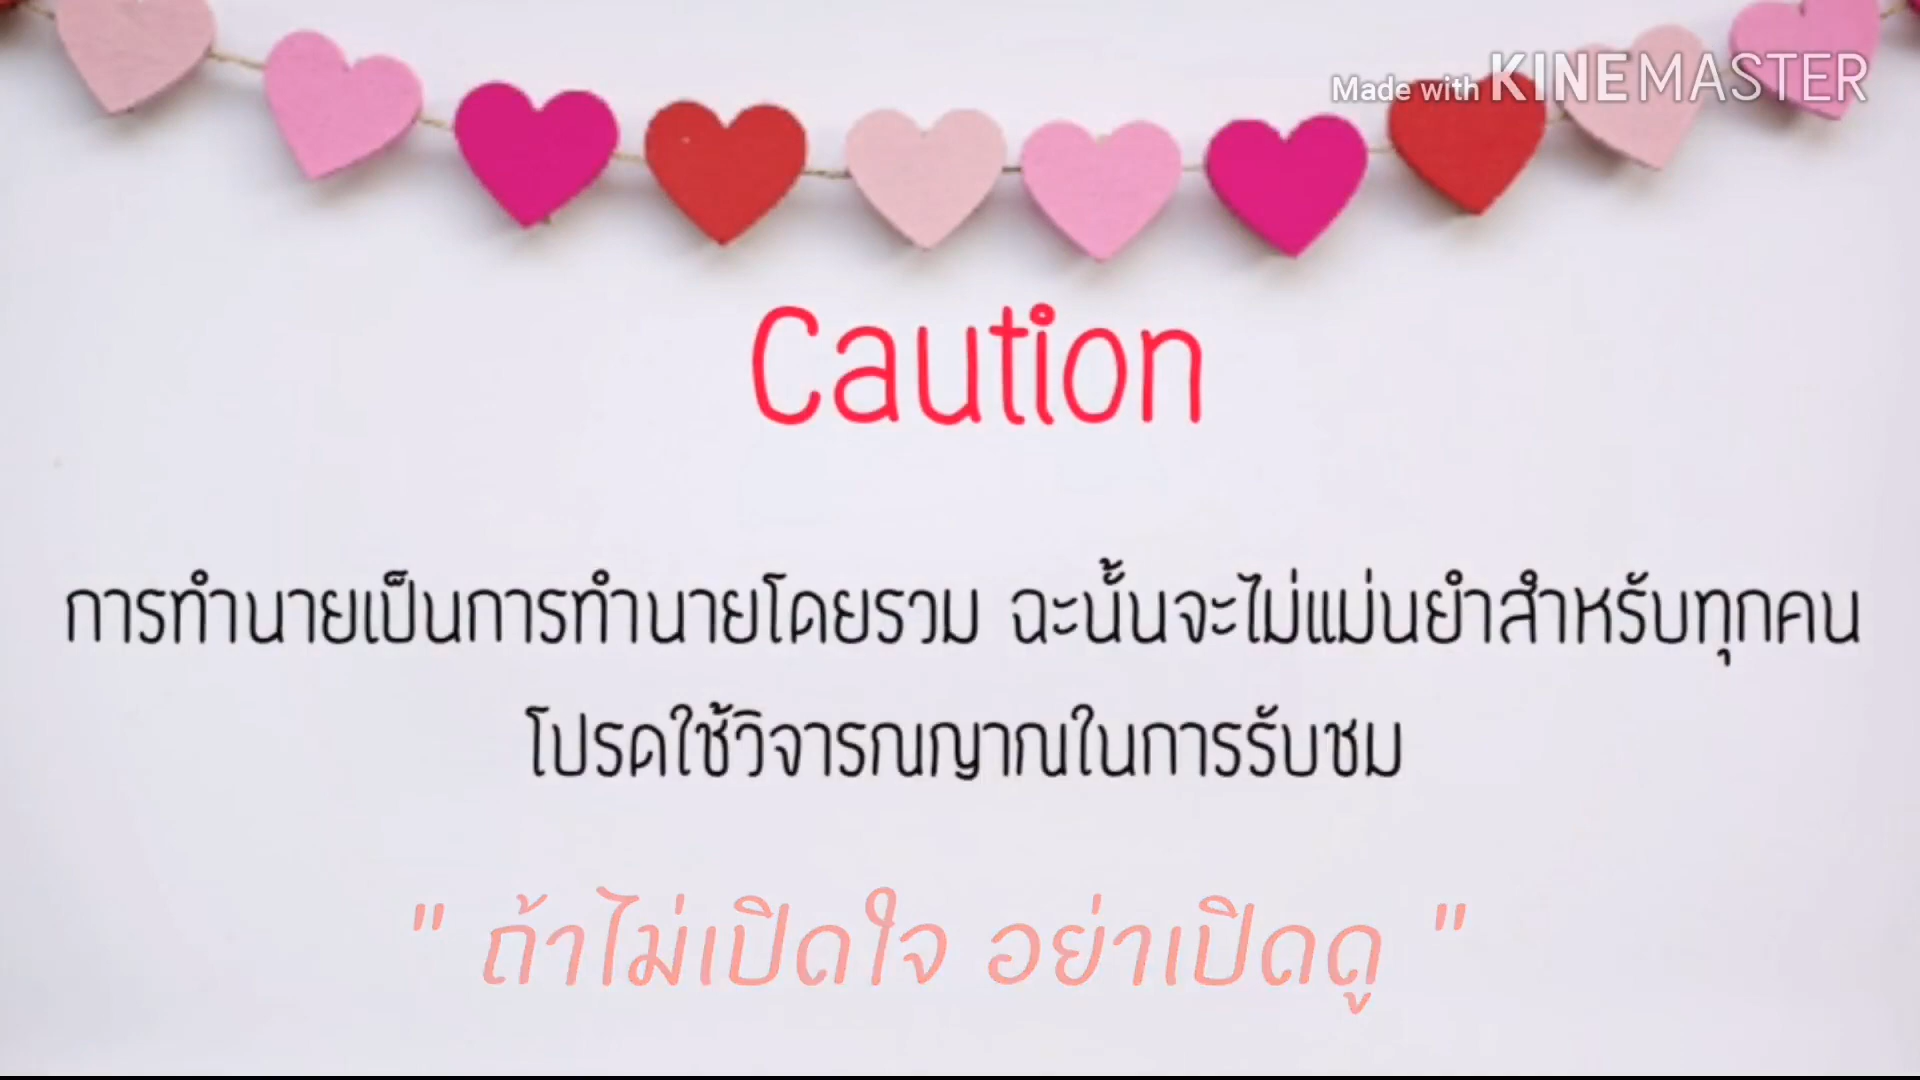 Made with KINEMASTER
Caution
การทำนายเป็นการทำนายโดยรวม ฉะนั้นจะไม่แม่นยำสำหรับทุกคน
โปรดใช้วิจารณญาณในการรับชม
" ถ้าไม่เปิดใจ อย่าเปิดดู "